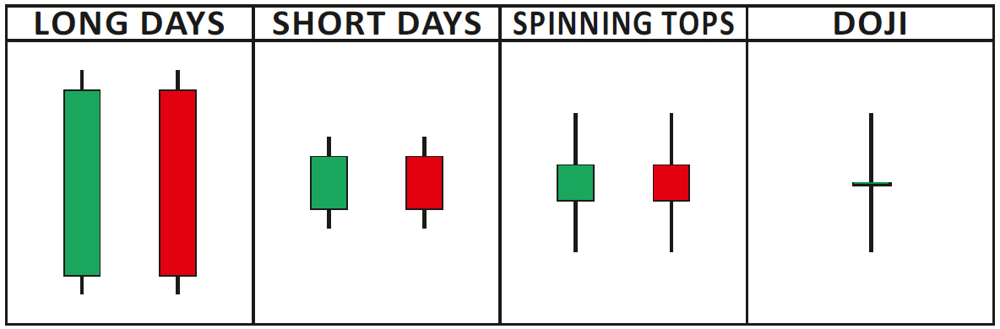 LONG DAYS
SHORT DAYS
SPINNING TOPS
DOJI